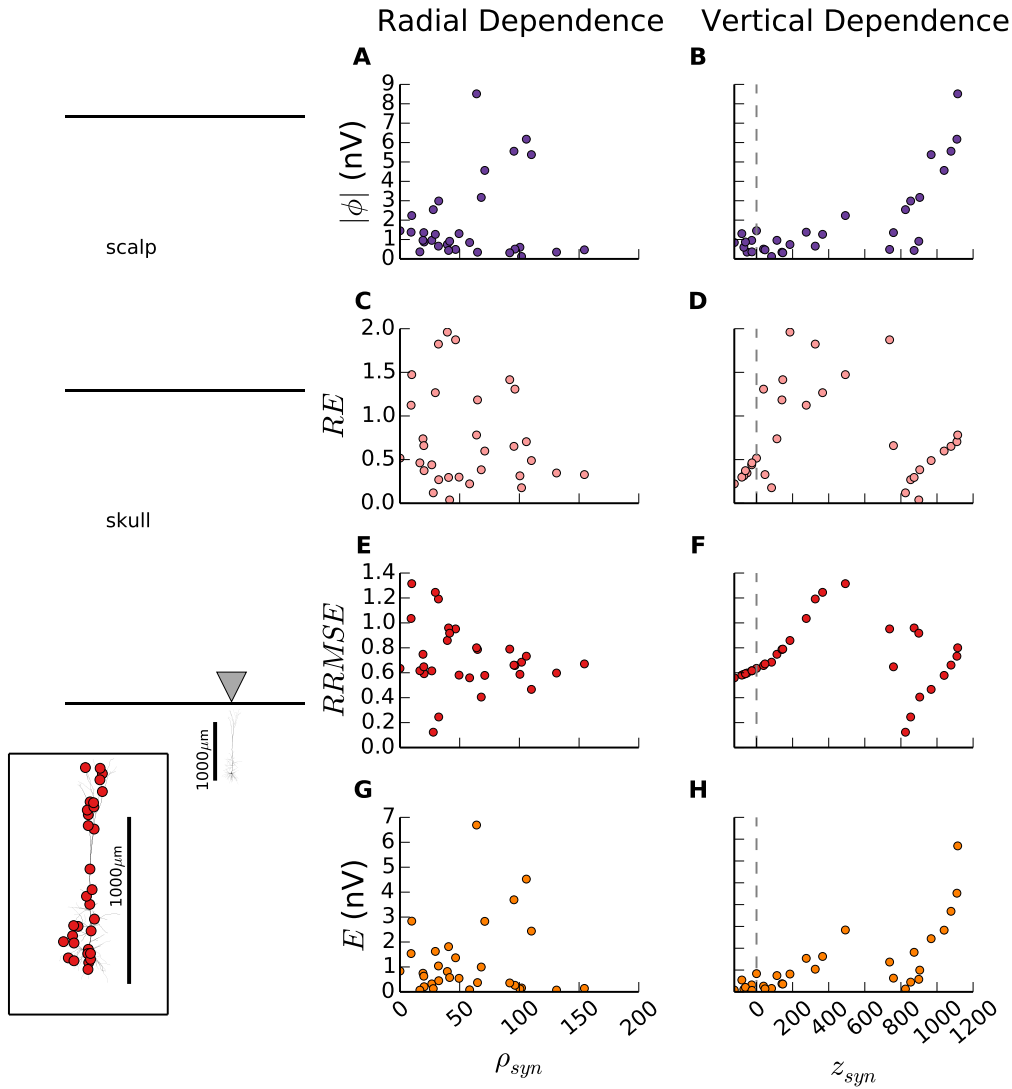 Radial Dependence
Vertical Dependence
A
B
9
8
7
6
5
4
3
2
1
0
|ϕ| (nV)
scalp
C
D
2.0
1.5
1.0
0.5
0.0
RE
skull
E
F
1.4
1.2
1.0
0.8
0.6
0.4
0.2
0.0
RRMSE
1000μm
1000μm
G
H
7
6
5
4
3
2
1
0
E (nV)
0 50 100 150 200
0 200 400 600 800 1000 1200
ρsyn
zsyn